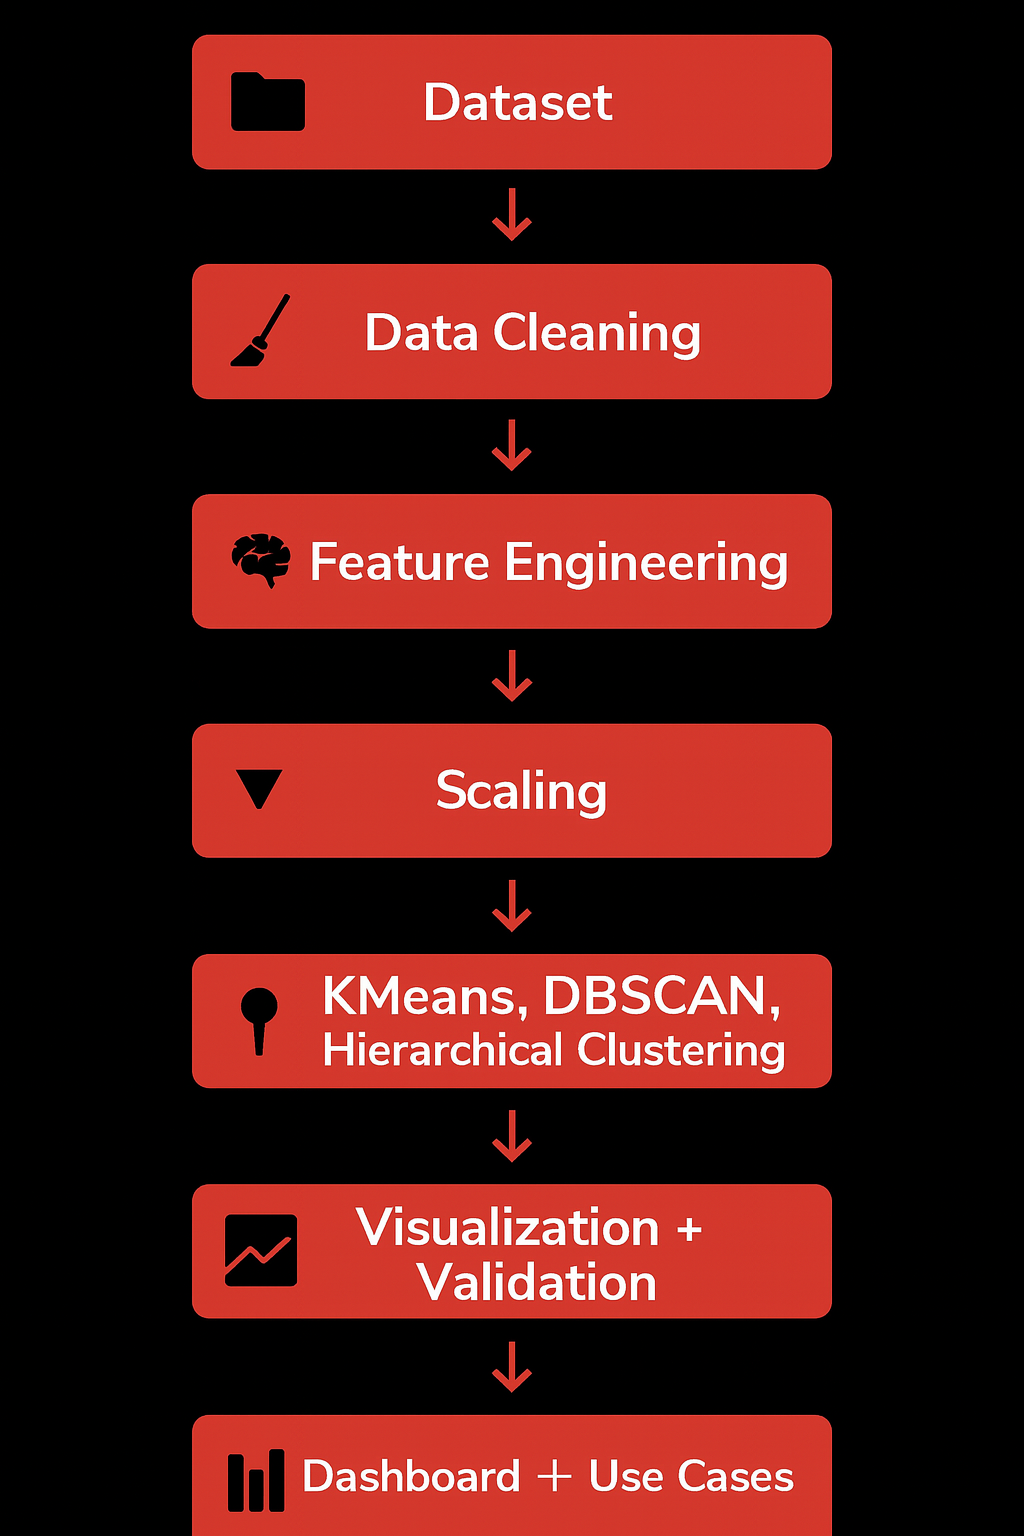 Dataset
Data Cleaning
Feature Engineering
Scaling
KMeans, DBSCAN,
Hierarchical Clustering
Visualization +
Validation
Dashboard + Use Cases